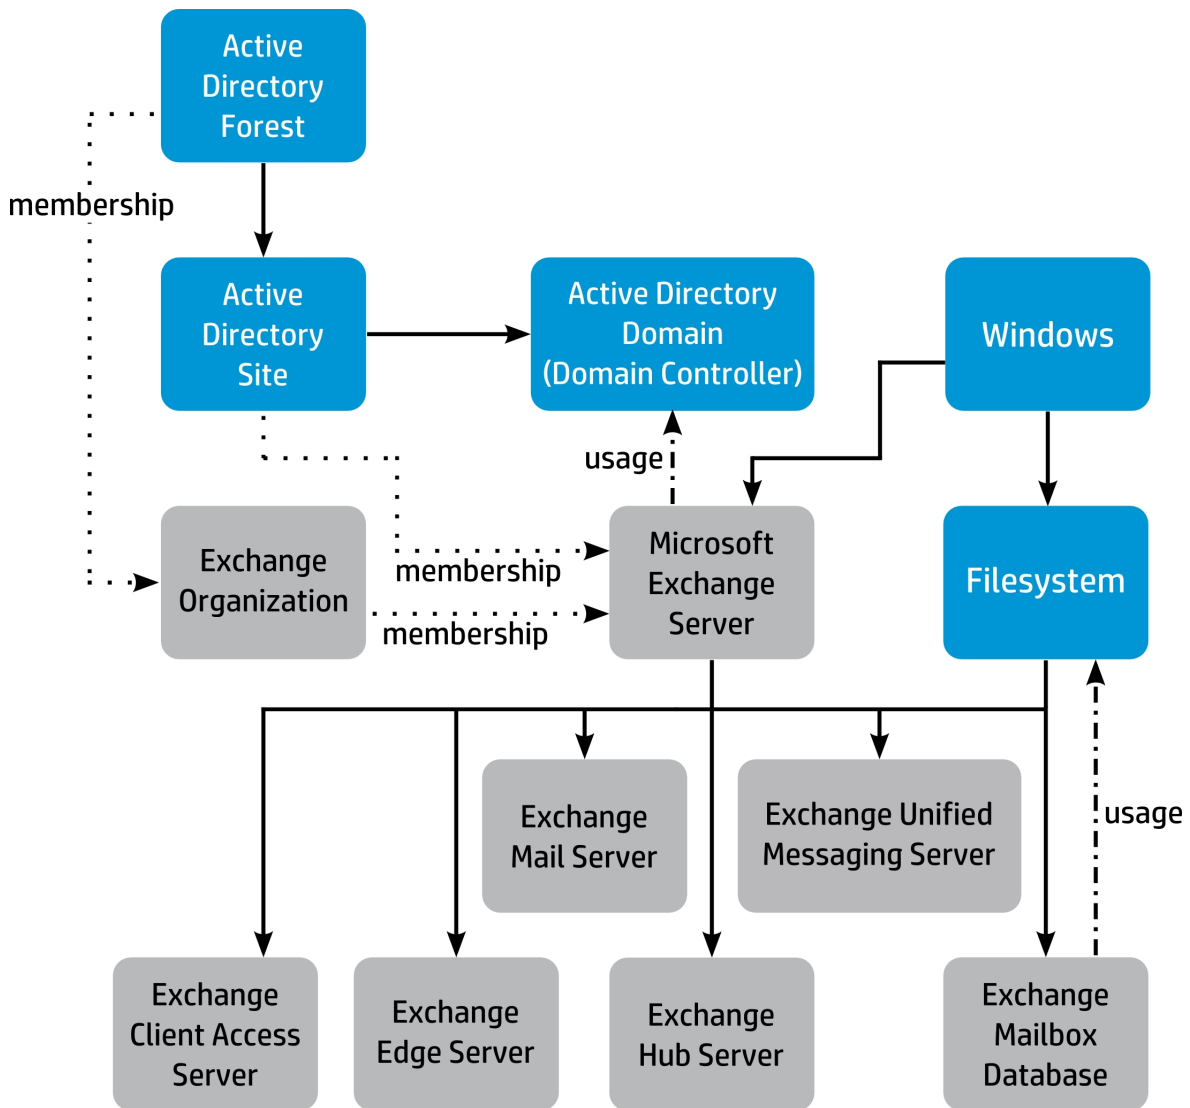 Active
Directory
Forest
membership
Active
Directory
Site
Active Directory
Domain
(Domain Controller)
Windows
usage
Exchange
Organization
membership
membership
Microsoft
Exchange
Server
Filesystem
Exchange
Mail Server
Exchange Unified
Messaging Server
usage
Exchange
Client Access
Server
Exchange
Edge Server
Exchange
Hub Server
Exchange
Mailbox
Database